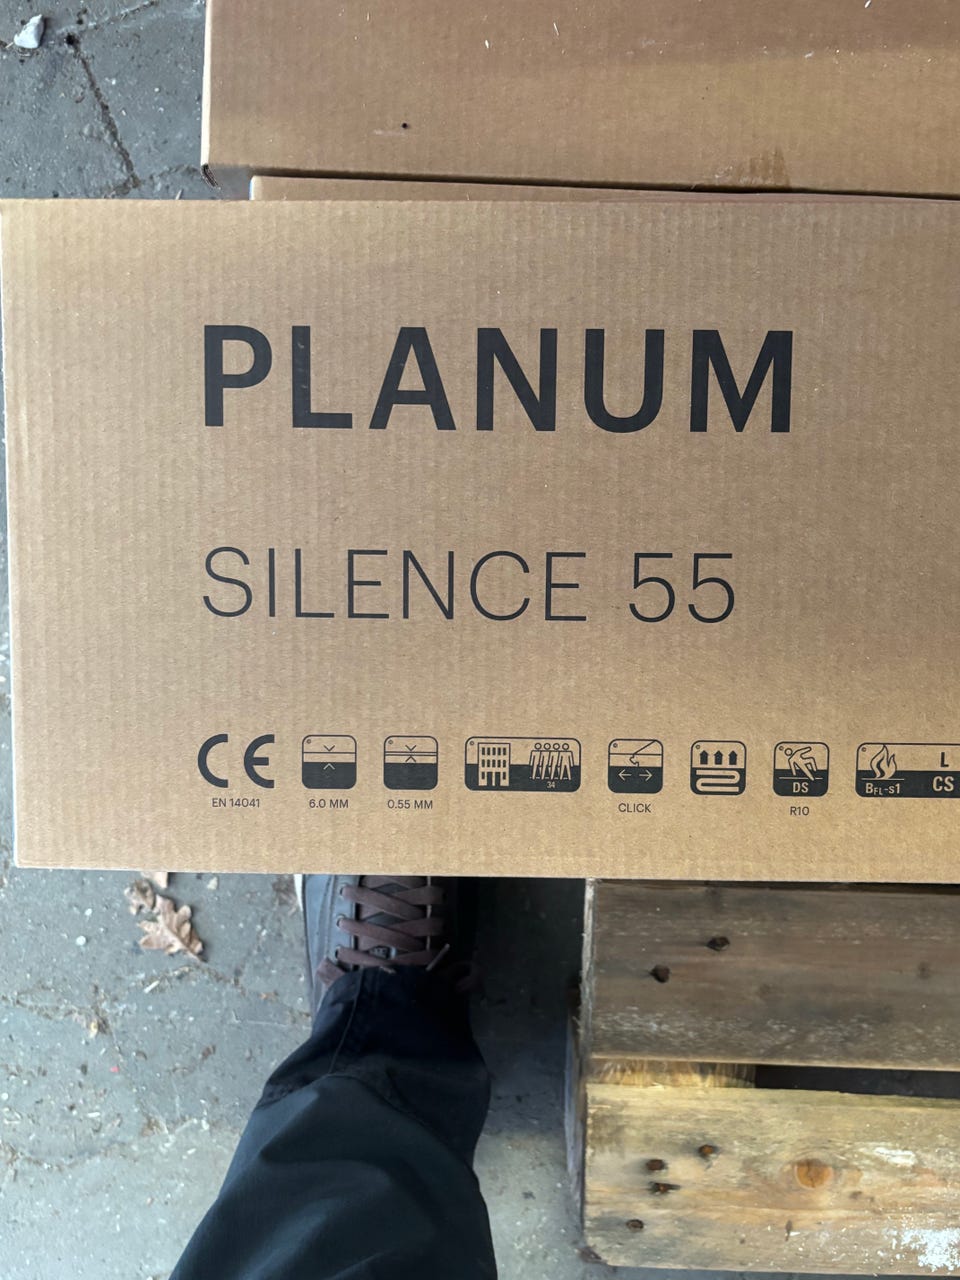 PLANUM
SILENCE 55
CE
34
DS
BFL-s1
L
CS
EN 14041
6.0 MM
0.55 MM
CLICK
R10